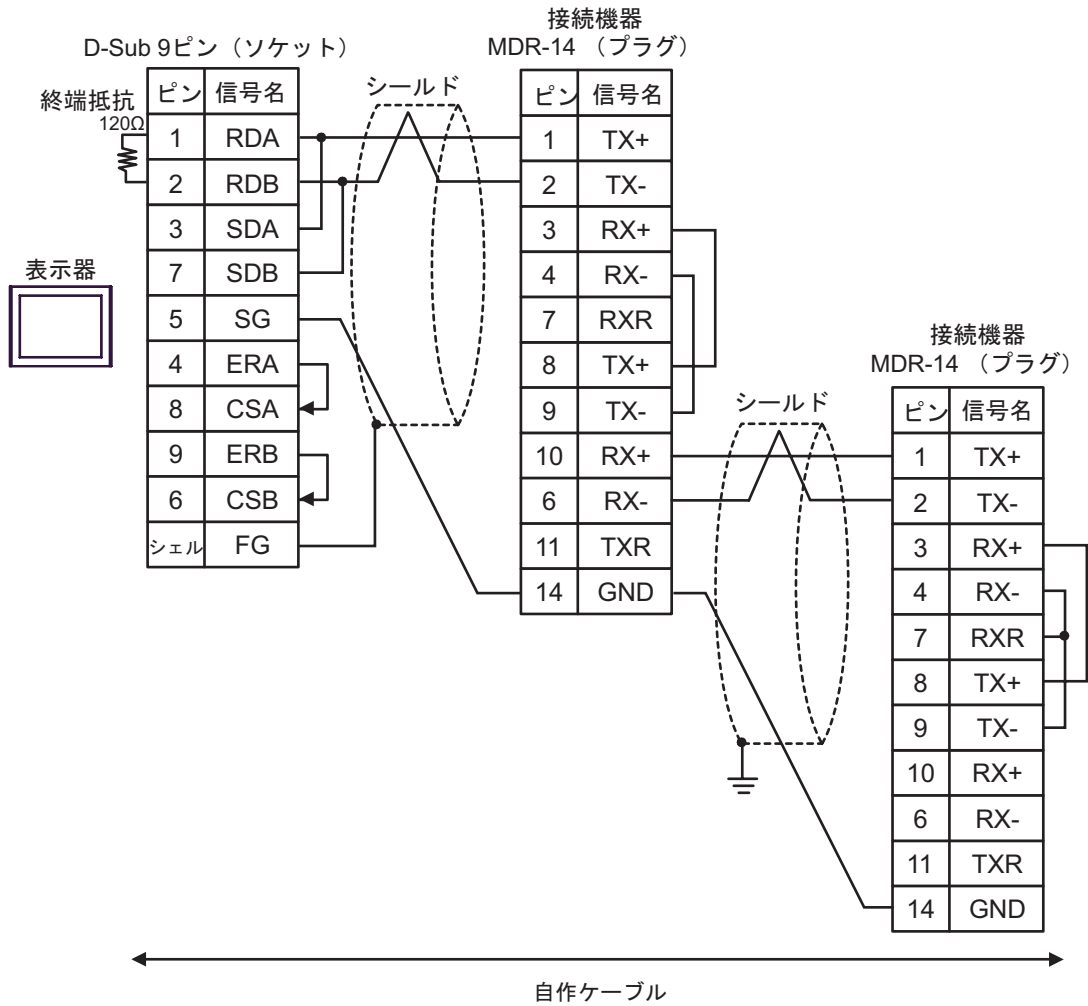 接続機器
MDR-14 （プラグ）
D-Sub 9ピン（ソケット）
シールド
終端抵抗
120Ω
ピン 信号名
1 RDA
2 RDB
3 SDA
7 SDB
5 SG
4 ERA
8 CSA
9 ERB
6 CSB
シェル FG
表示器
ピン 信号名
1 TX+
2 TX-
3 RX+
4 RX-
7 RXR
8 TX+
9 TX-
10 RX+
6 RX-
11 TXR
14 GND
シールド
接続機器
MDR-14 （プラグ）
ピン 信号名
1 TX+
2 TX-
3 RX+
4 RX-
7 RXR
8 TX+
9 TX-
10 RX+
6 RX-
11 TXR
14 GND
自作ケーブル